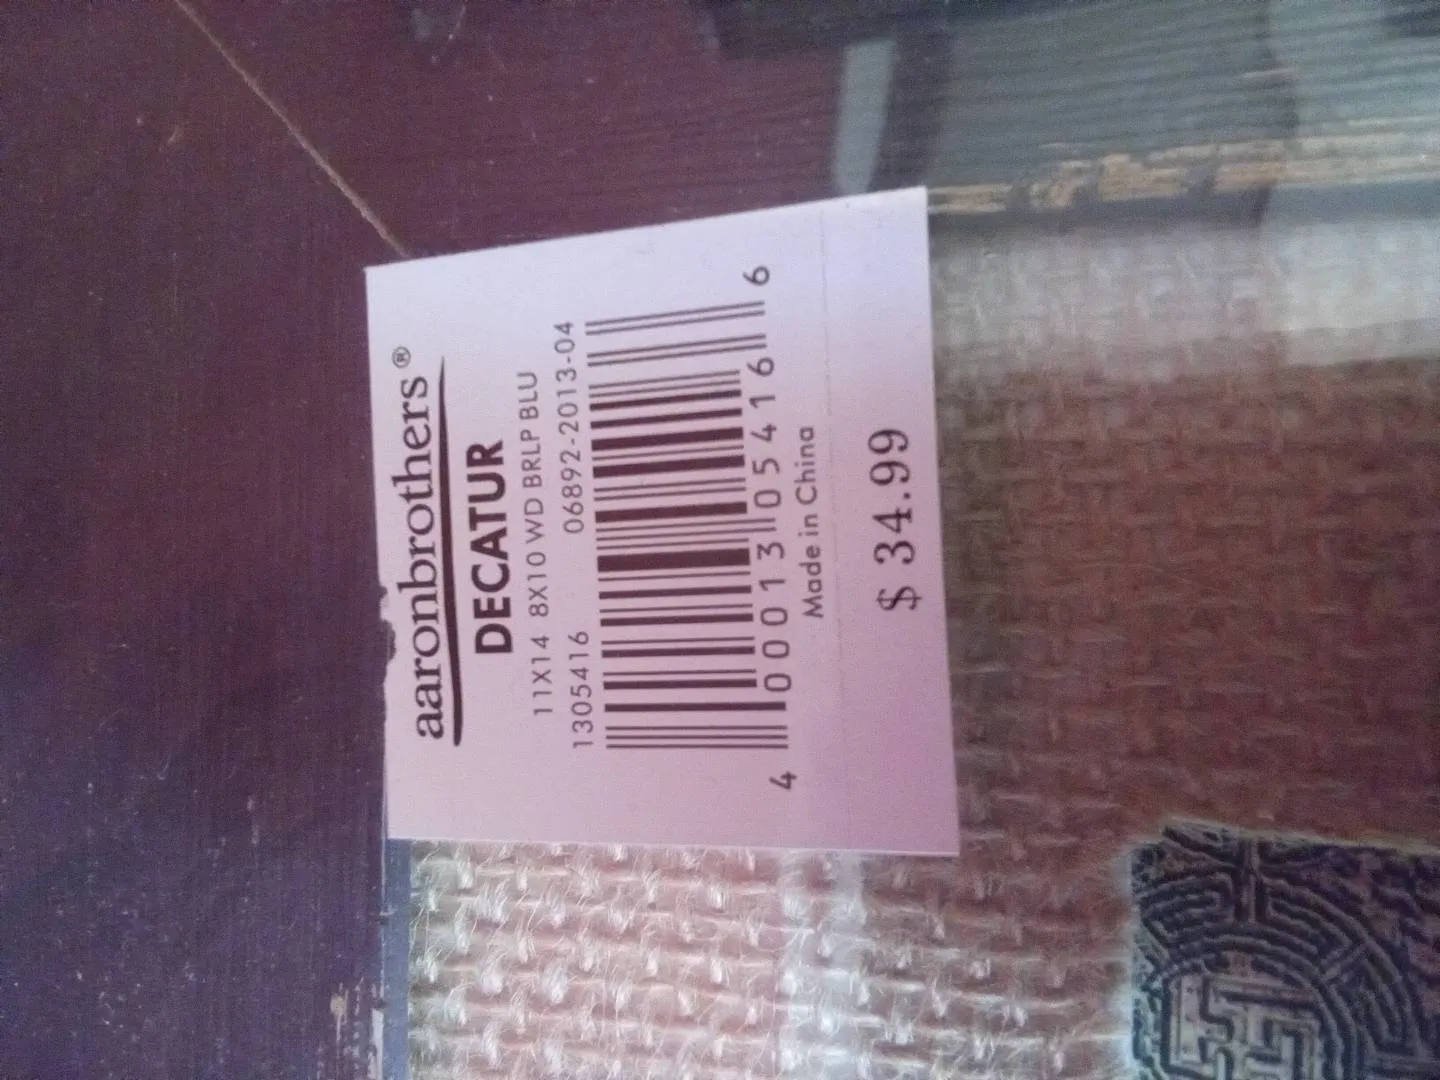 aaronbrothers®
DECATUR
11X14 8X10 WD BRLP BLU
1305416 06892-2013-04
4 00013 05416 6
Made in China
$ 34.99